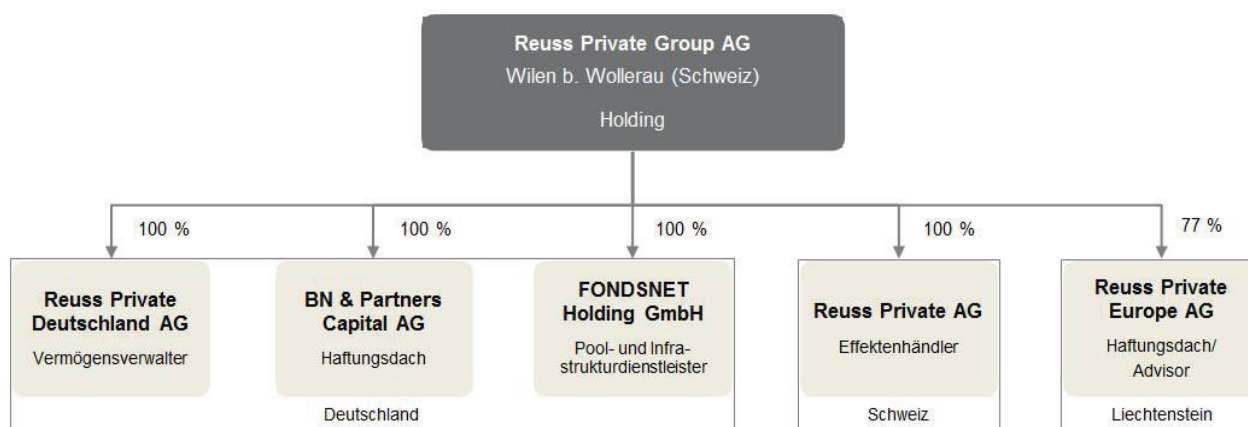 Reuss Private Group AG
Wilen b. Wollerau (Schweiz)
Holding
100 %
100 %
100 %
100 %
77 %
Reuss Private
Deutschland AG
Vermögensverwalter
BN & Partners
Capital AG
Haftungsdach
FONDSNET
Holding GmbH
Pool- und Infra-
strukturdienstleister
Deutschland
Reuss Private AG
Effektenhändler
Schweiz
Reuss Private
Europe AG
Haftungsdach/
Advisor
Liechtenstein